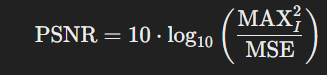 PSNR = 10 · log₁₀ (MAX_I² / MSE)